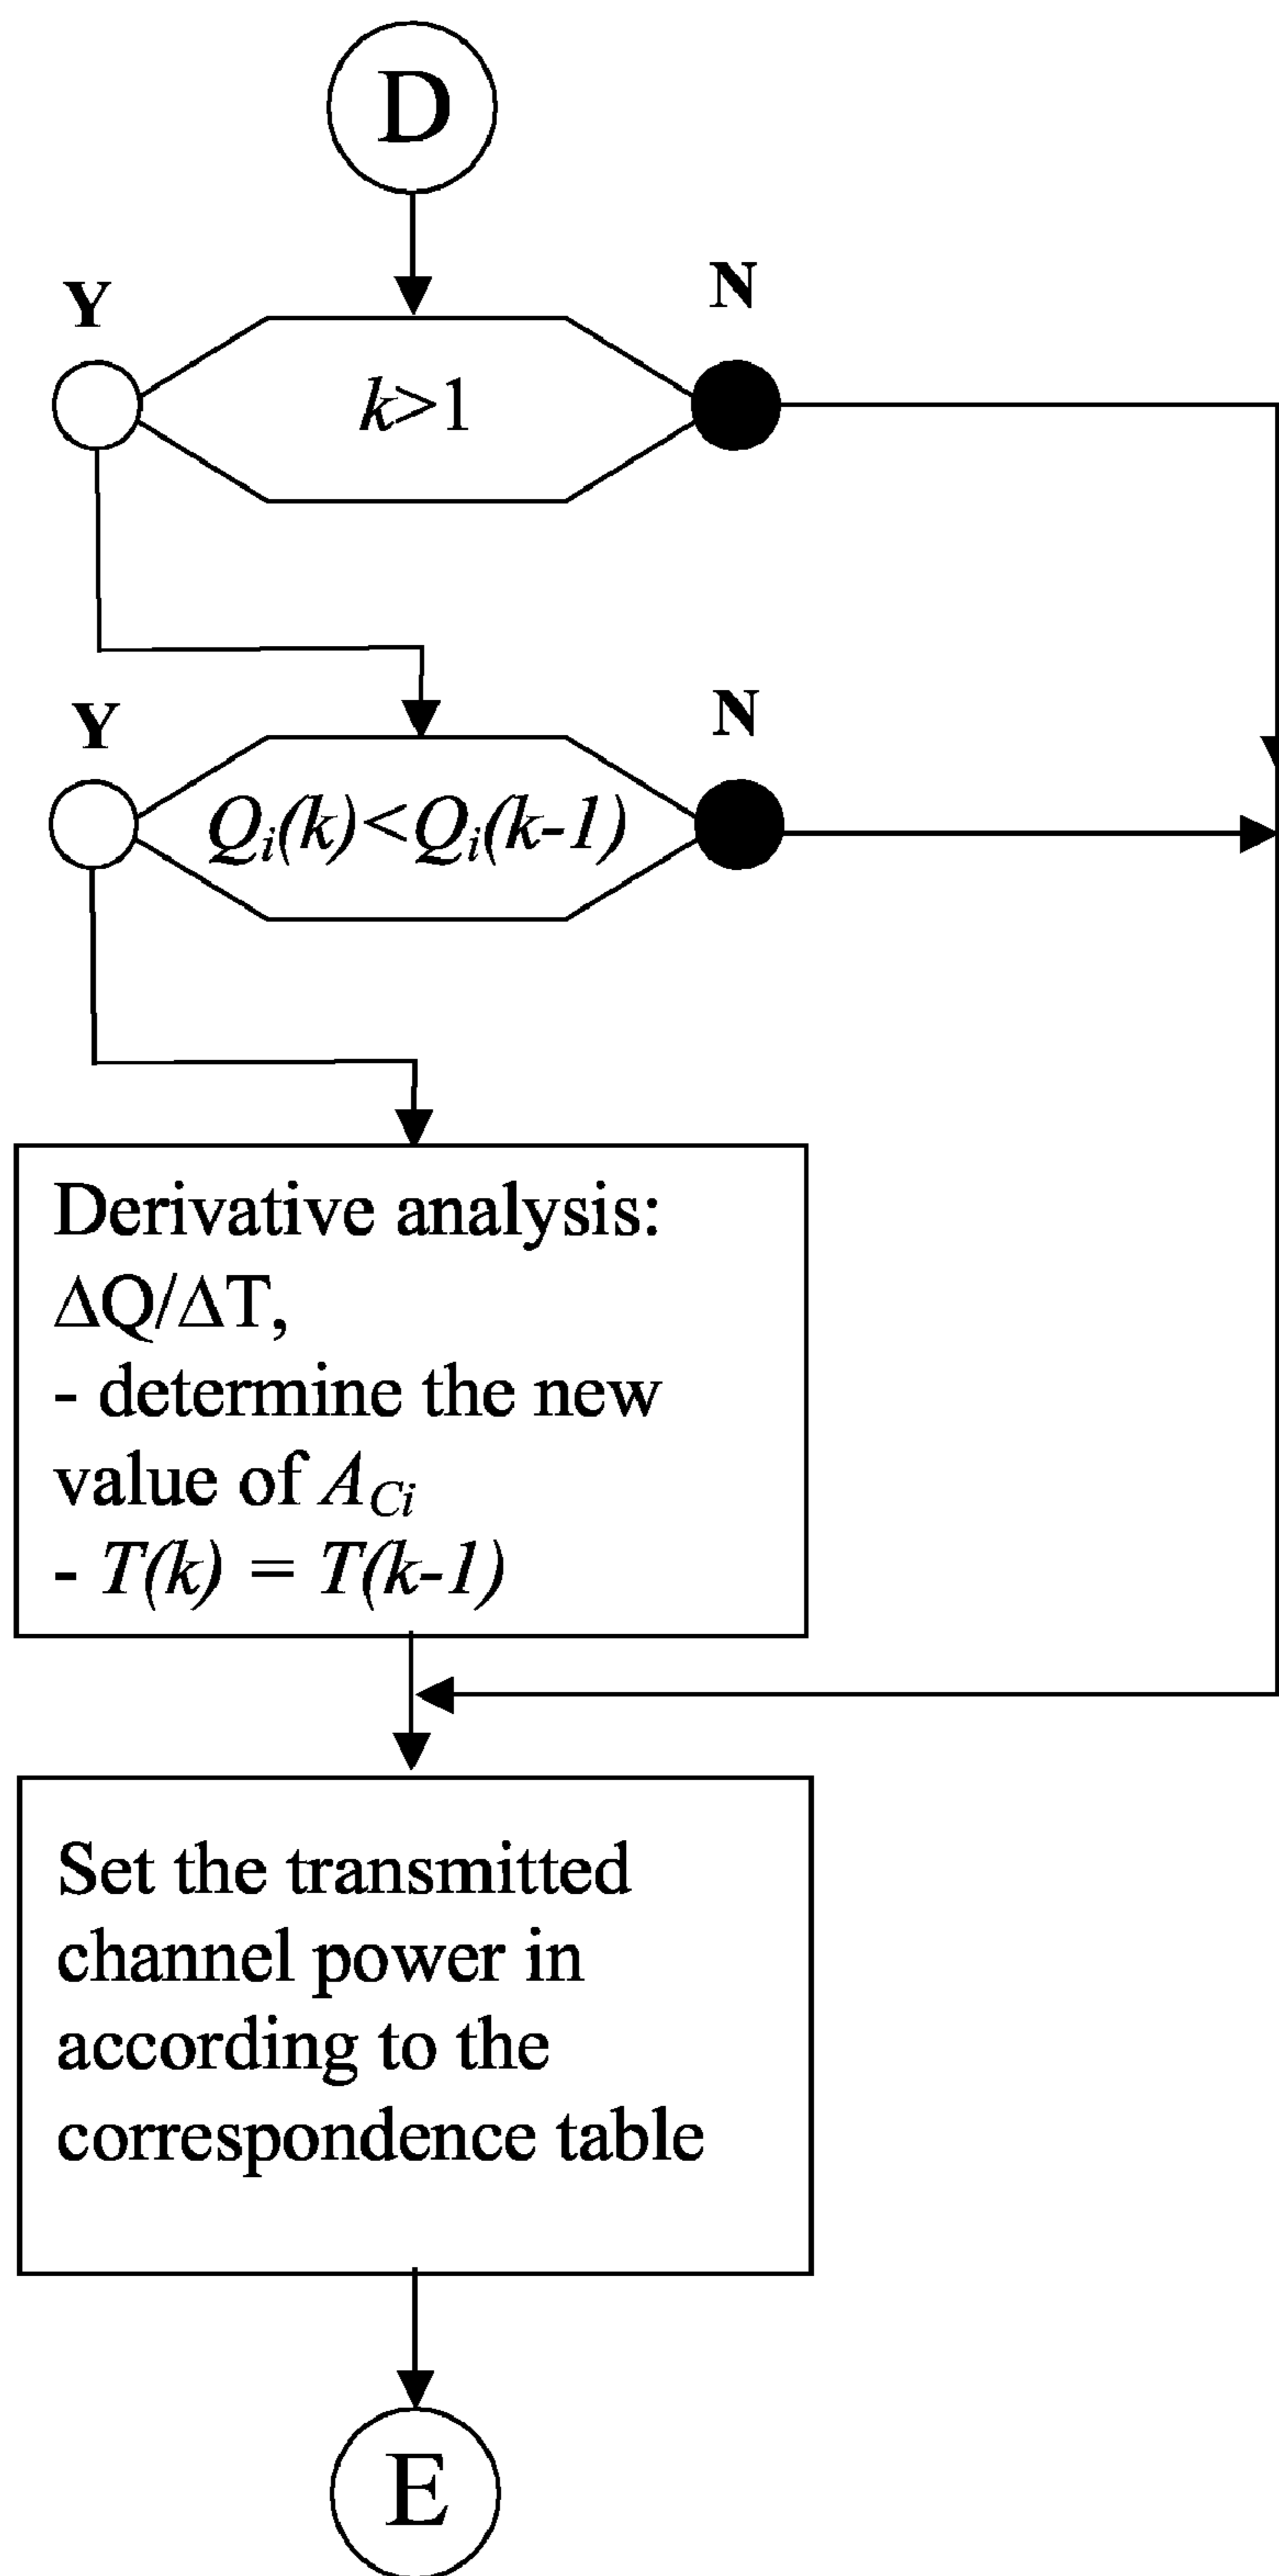 D
Y
N
k>1
Y
N
Qi(k)<Qi(k-1)
Derivative analysis:
ΔQ/ΔT,
- determine the new
value of ACi
- T(k) = T(k-1)
Set the transmitted
channel power in
according to the
correspondence table
E